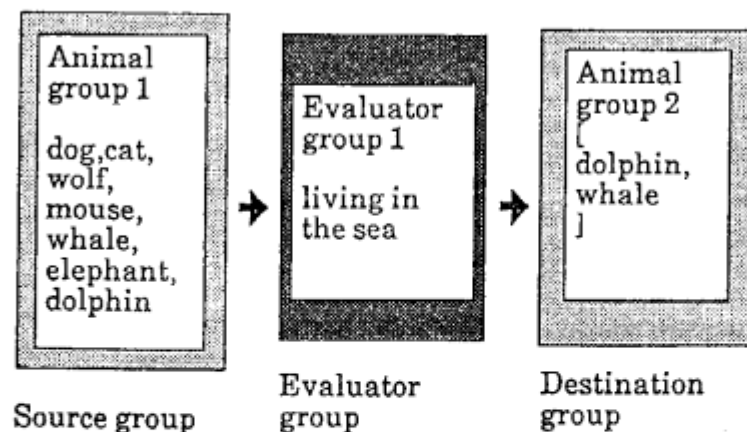 Animal
group 1
dog,cat,
wolf,
mouse,
whale,
elephant,
dolphin
Source group
Evaluator
group 1
living in
the sea
Evaluator
group
Animal
group 2
[
dolphin,
whale
]
Destination
group